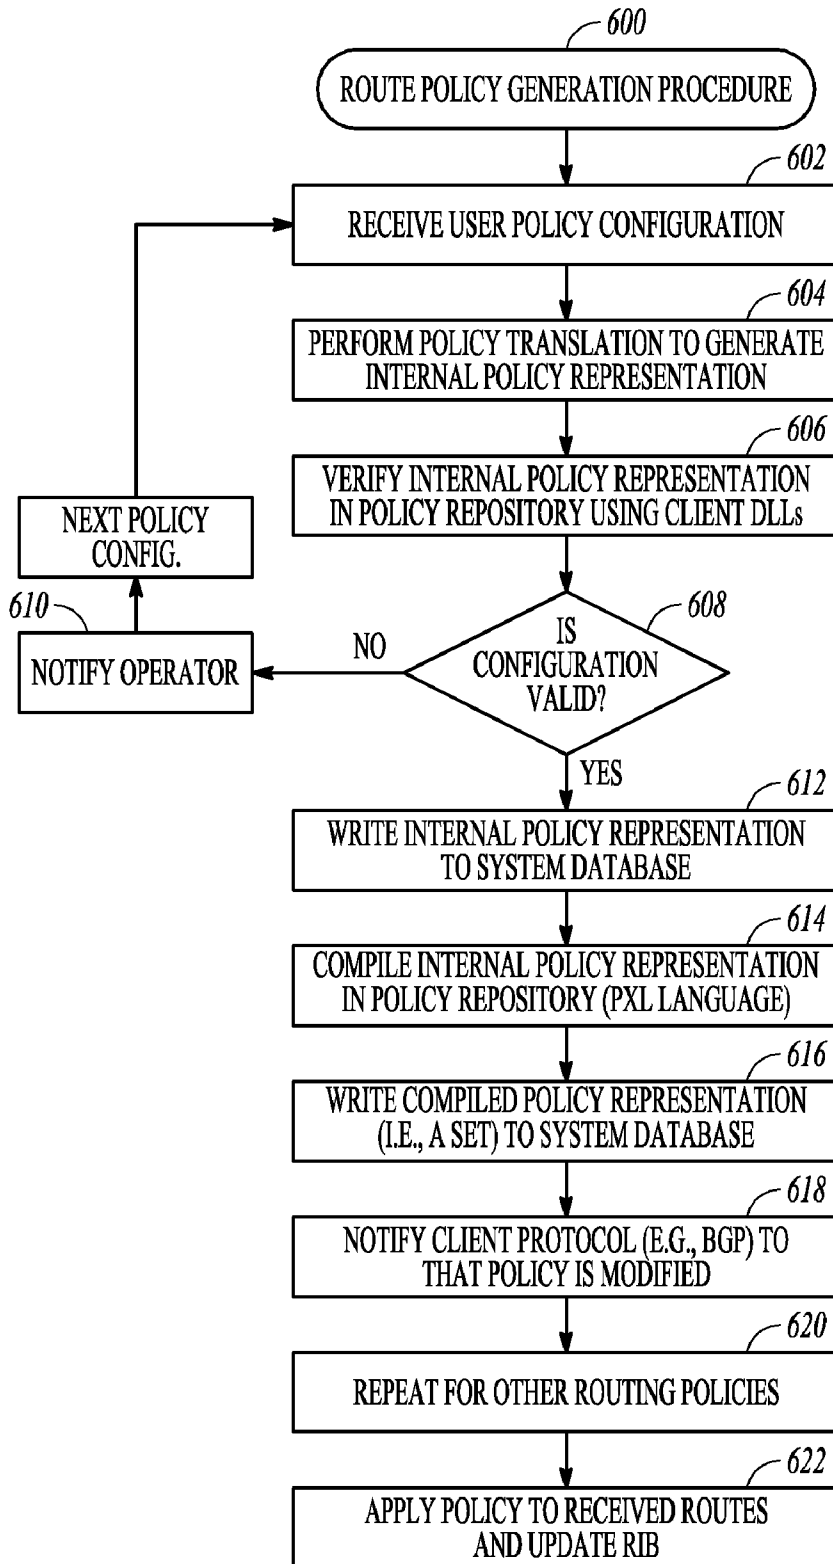 600
ROUTE POLICY GENERATION PROCEDURE
602
RECEIVE USER POLICY CONFIGURATION
604
PERFORM POLICY TRANSLATION TO GENERATE
INTERNAL POLICY REPRESENTATION
606
VERIFY INTERNAL POLICY REPRESENTATION
IN POLICY REPOSITORY USING CLIENT DLLs
NEXT POLICY
CONFIG.
610
NOTIFY OPERATOR
NO
608
IS
CONFIGURATION
VALID?
YES
612
WRITE INTERNAL POLICY REPRESENTATION
TO SYSTEM DATABASE
614
COMPILE INTERNAL POLICY REPRESENTATION
IN POLICY REPOSITORY (PXL LANGUAGE)
616
WRITE COMPILED POLICY REPRESENTATION
(I.E., A SET) TO SYSTEM DATABASE
618
NOTIFY CLIENT PROTOCOL (E.G., BGP) TO
THAT POLICY IS MODIFIED
620
REPEAT FOR OTHER ROUTING POLICIES
622
APPLY POLICY TO RECEIVED ROUTES
AND UPDATE RIB